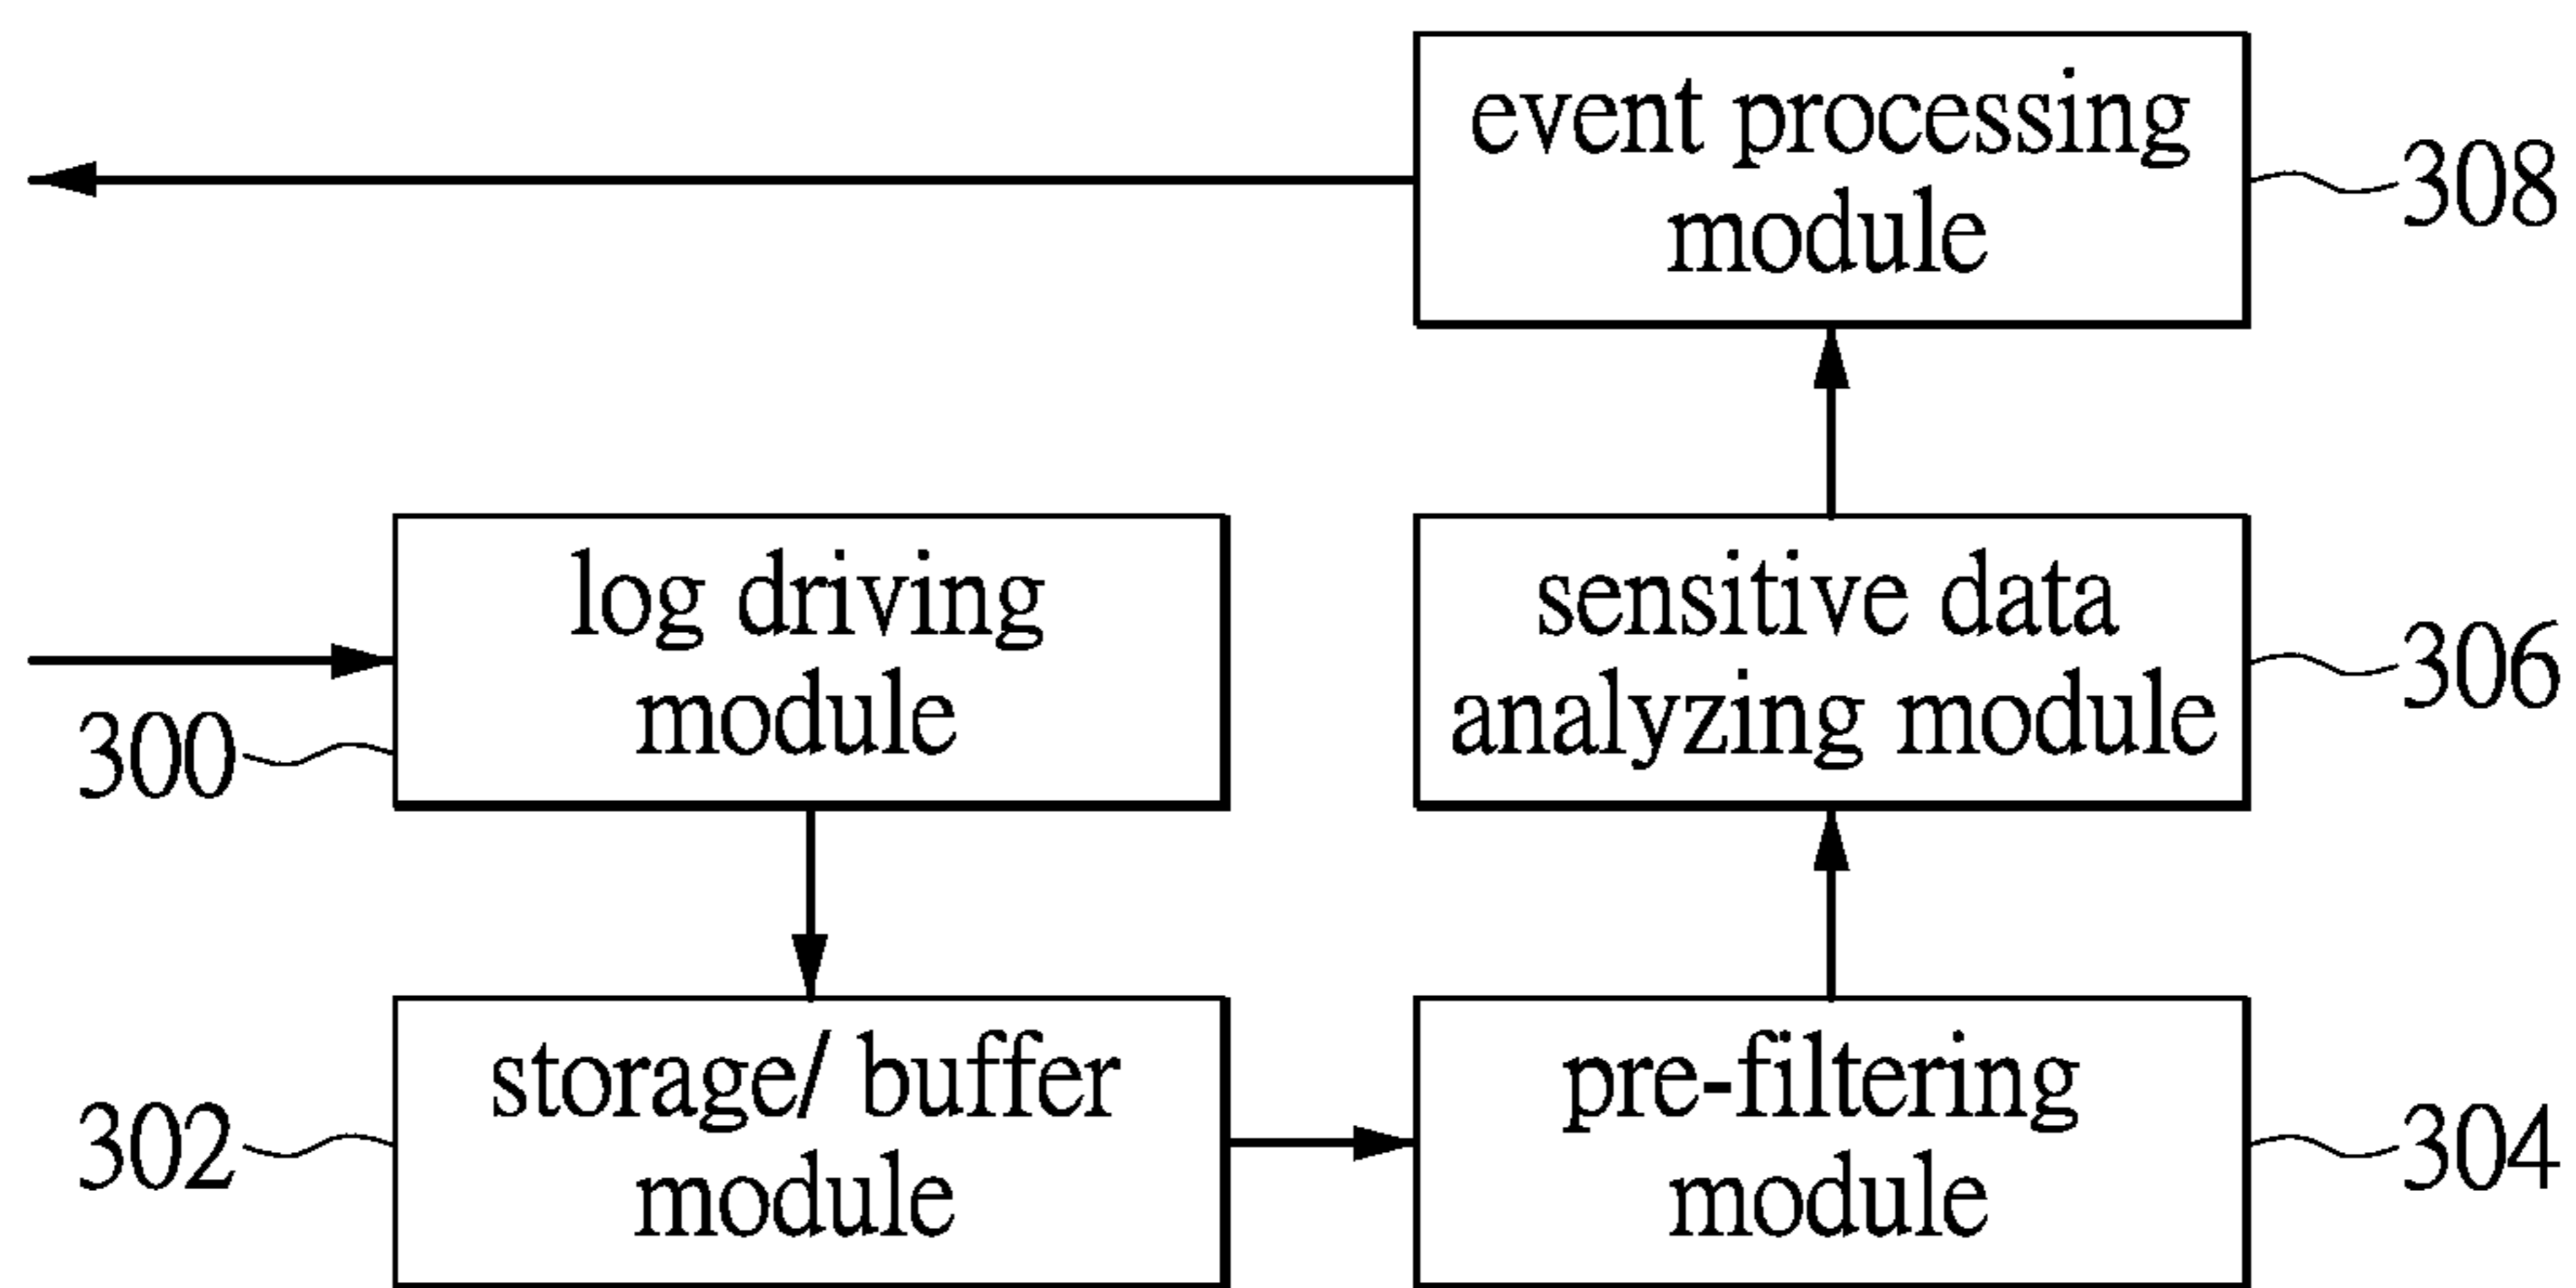 event processing
module
308
log driving
module
300
sensitive data
analyzing module
306
storage/ buffer
module
302
pre-filtering
module
304